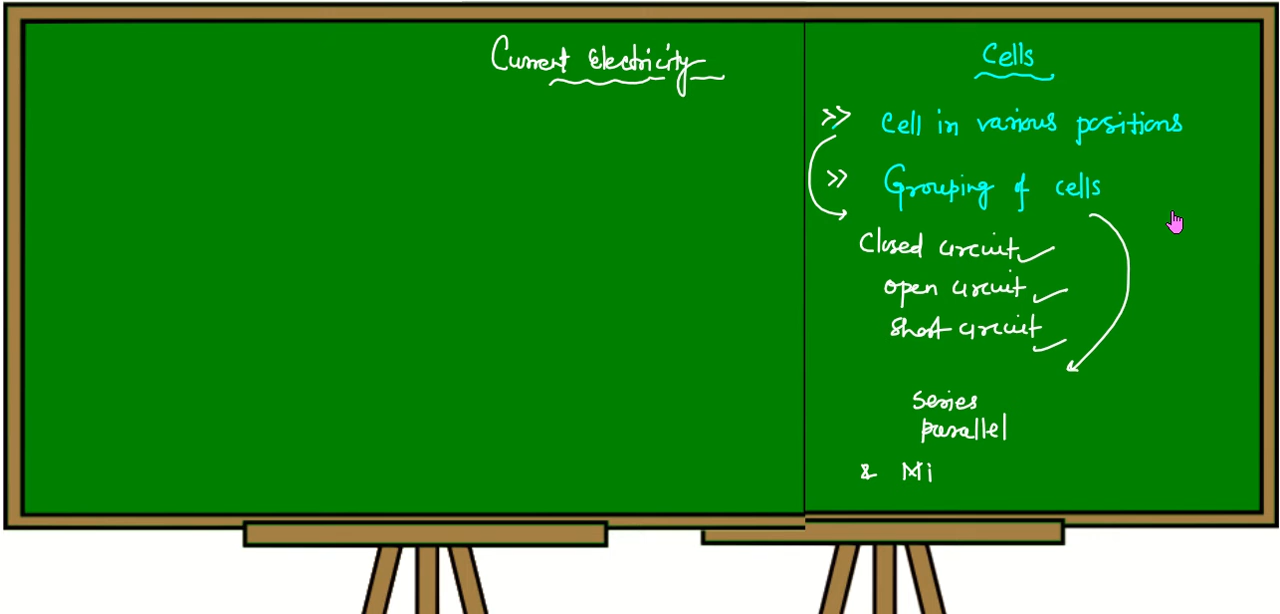 Current Electricity
Cells
>> Cell in various positions
>> Grouping of cells
Closed circuit
open circuit
Short circuit
Series
parallel
& Mi